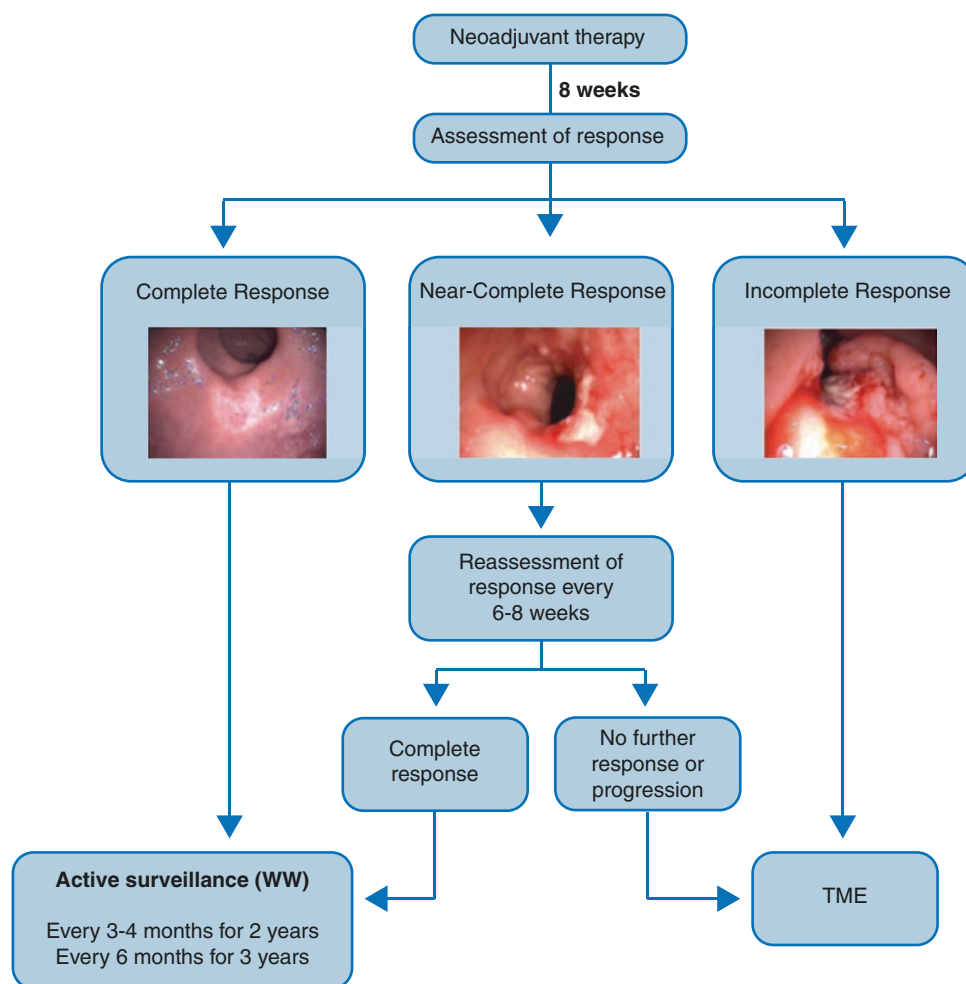 Neoadjuvant therapy
8 weeks
Assessment of response
Complete Response
Near-Complete Response
Incomplete Response
Reassessment of
response every
6-8 weeks
Complete
response
No further
response or
progression
Active surveillance (WW)
Every 3-4 months for 2 years
Every 6 months for 3 years
TME